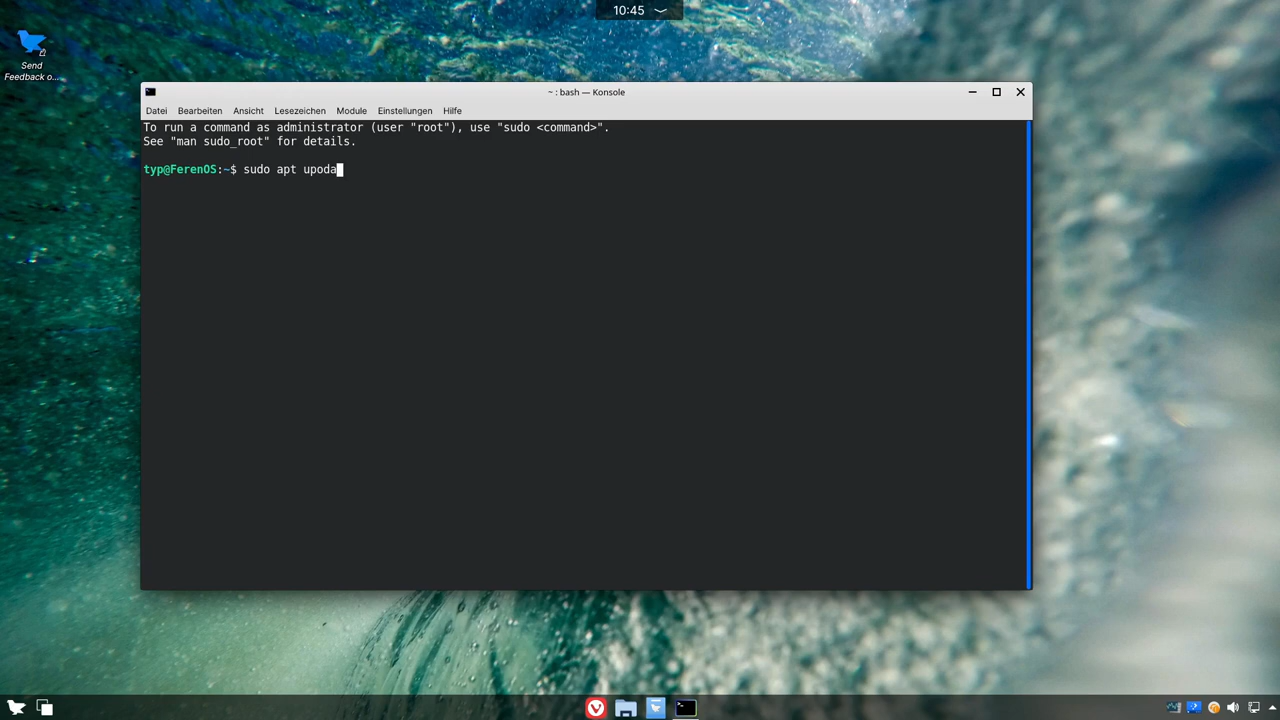 10:45
Send
Feedback o...
~ : bash — Konsole
Datei Bearbeiten Ansicht Lesezeichen Module Einstellungen Hilfe
To run a command as administrator (user "root"), use "sudo <command>".
See "man sudo_root" for details.
typ@FerenOS:~$ sudo apt upoda